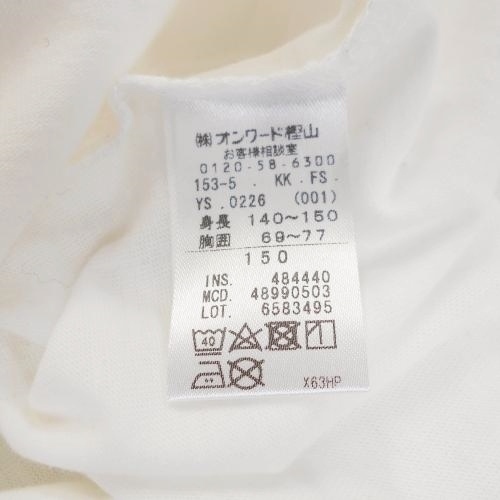 ㈱オンワード樫山
お客様相談室
0120-58-6300
153-5 . KK .FS.
YS .0226 (001)
身長 140～150
胸囲 69～77
150
INS. 484440
MCD. 48990503
LOT. 6583495
40
X63HP